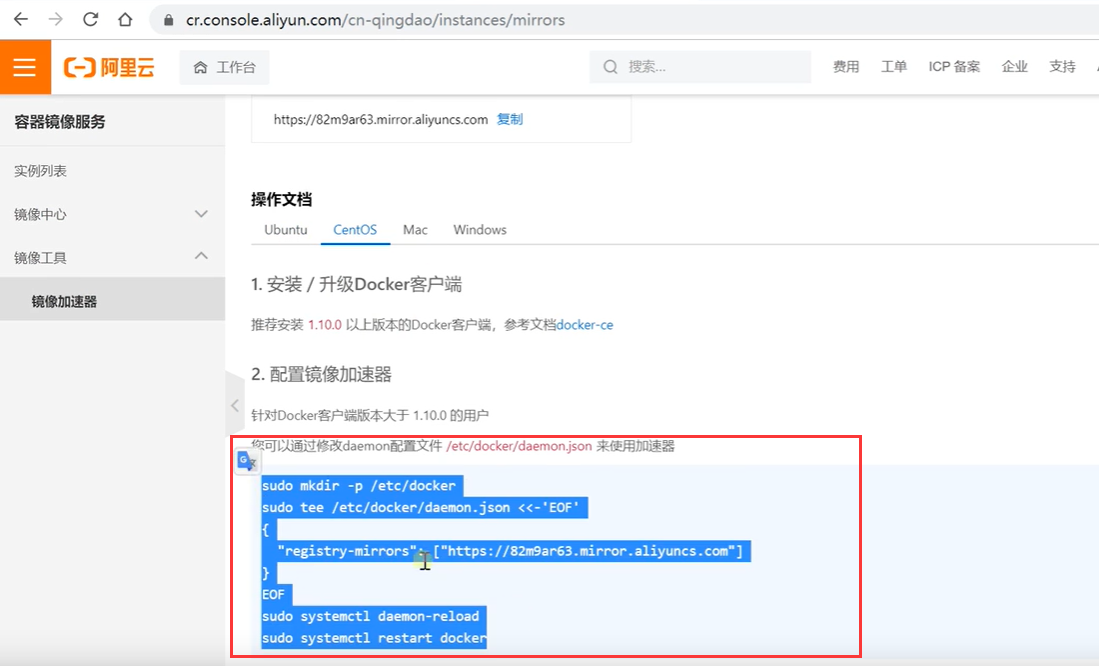 cr.console.aliyun.com/cn-qingdao/instances/mirrors
阿里云 工作台 搜索... 费用 工单 ICP 备案 企业 支持
容器镜像服务
实例列表
镜像中心
镜像工具
镜像加速器
https://82m9ar63.mirror.aliyuncs.com 复制
操作文档
Ubuntu CentOS Mac Windows
1. 安装 / 升级Docker客户端
推荐安装 1.10.0 以上版本的Docker客户端，参考文档docker-ce
2. 配置镜像加速器
针对Docker客户端版本大于 1.10.0 的用户
您可以通过修改daemon配置文件 /etc/docker/daemon.json 来使用加速器
sudo mkdir -p /etc/docker
sudo tee /etc/docker/daemon.json <<-'EOF'
{
"registry-mirrors": ["https://82m9ar63.mirror.aliyuncs.com"]
}
EOF
sudo systemctl daemon-reload
sudo systemctl restart docker